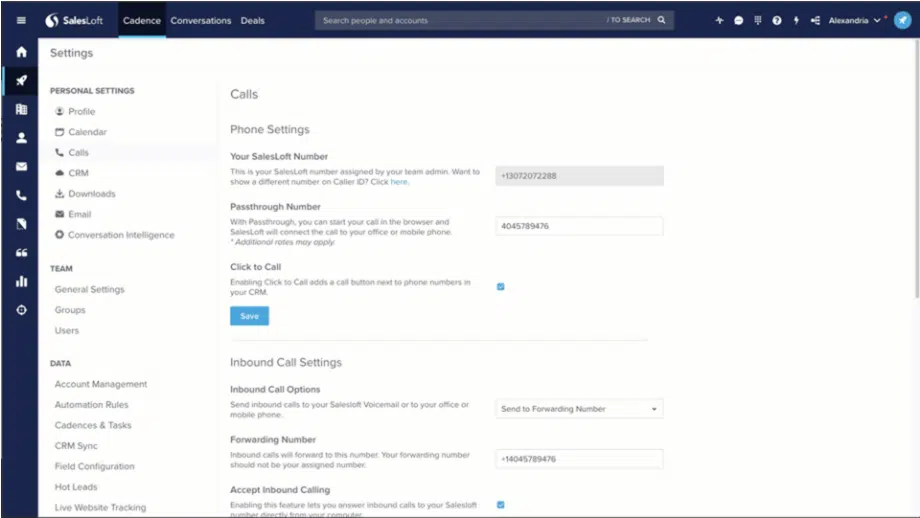 SalesLoft Cadence Conversations Deals Search people and accounts / TO SEARCH Alexandria
Settings
PERSONAL SETTINGS
Profile
Calendar
Calls
CRM
Downloads
Email
Conversation Intelligence
TEAM
General Settings
Groups
Users
DATA
Account Management
Automation Rules
Cadences & Tasks
CRM Sync
Field Configuration
Hot Leads
Live Website Tracking
Calls
Phone Settings
Your SalesLoft Number
This is your SalesLoft number assigned by your team admin. Want to
show a different number on Caller ID? Click here.
+13072072288
Passthrough Number
With Passthrough, you can start your call in the browser and
SalesLoft will connect the call to your office or mobile phone.
* Additional rates may apply.
4045789476
Click to Call
Enabling Click to Call adds a call button next to phone numbers in
your CRM.
Save
Inbound Call Settings
Inbound Call Options
Send inbound calls to your Salesloft Voicemail or to your office or
mobile phone.
Send to Forwarding Number
Forwarding Number
Inbound calls will forward to this number. Your forwarding number
should not be your assigned number.
+14045789476
Accept Inbound Calling
Enabling this feature lets you answer inbound calls to your Salesloft
number directly from your computer.